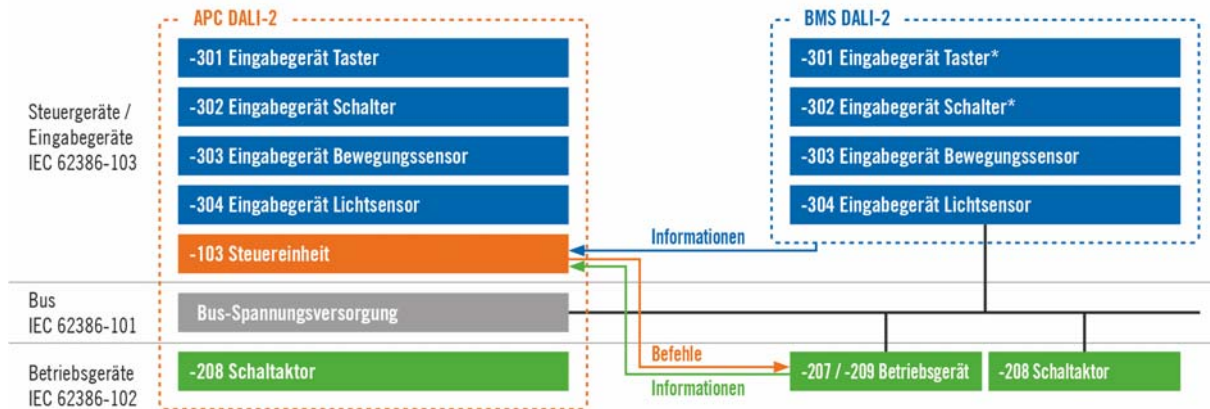 APC DALI-2
BMS DALI-2
-301 Eingabegerät Taster
-301 Eingabegerät Taster*
-302 Eingabegerät Schalter
-302 Eingabegerät Schalter*
Steuergeräte /
Eingabegeräte
IEC 62386-103
-303 Eingabegerät Bewegungssensor
-303 Eingabegerät Bewegungssensor
-304 Eingabegerät Lichtsensor
-304 Eingabegerät Lichtsensor
Informationen
-103 Steuereinheit
Bus
IEC 62386-101
Bus-Spannungsversorgung
Befehle
Betriebsgeräte
IEC 62386-102
-208 Schaltaktor
-207 / -209 Betriebsgerät
-208 Schaltaktor
Informationen